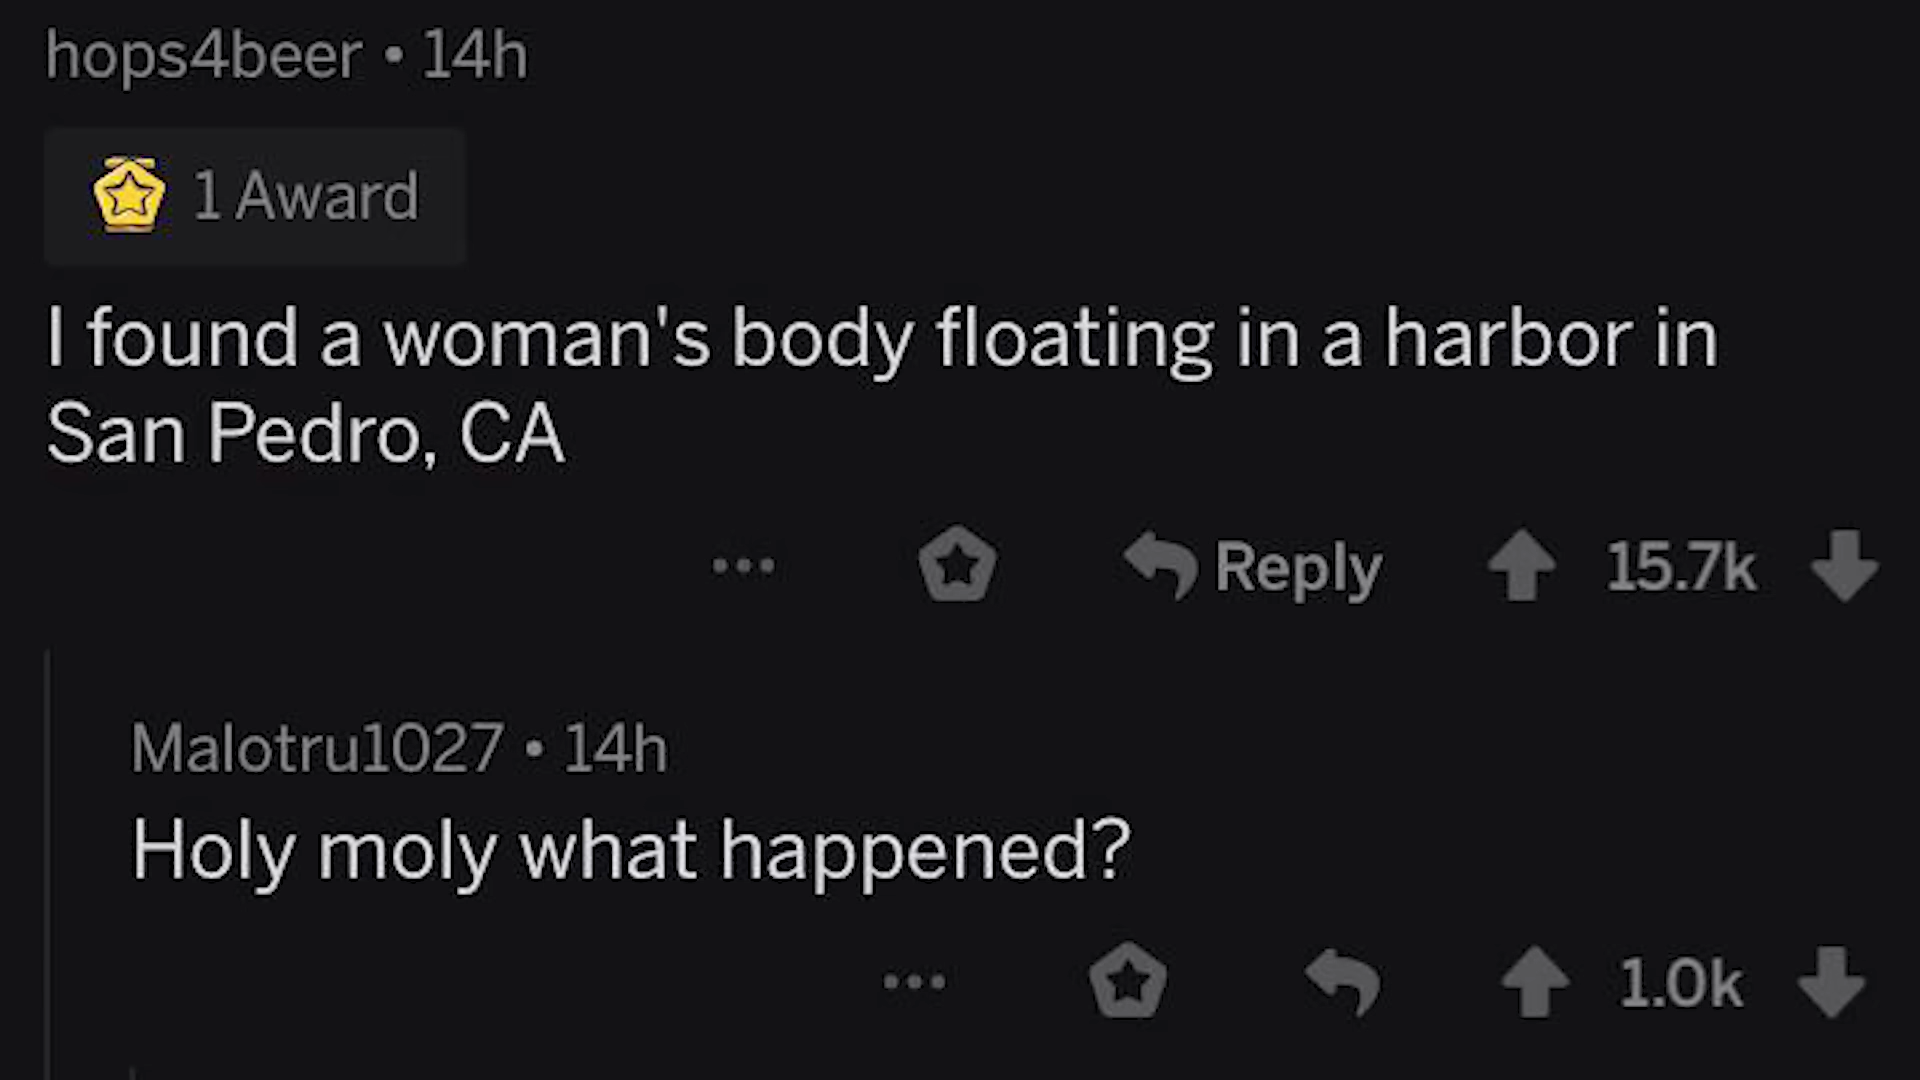 hops4beer • 14h
1 Award
I found a woman's body floating in a harbor in
San Pedro, CA
Reply 15.7k
Malotru1027 • 14h
Holy moly what happened?
1.0k